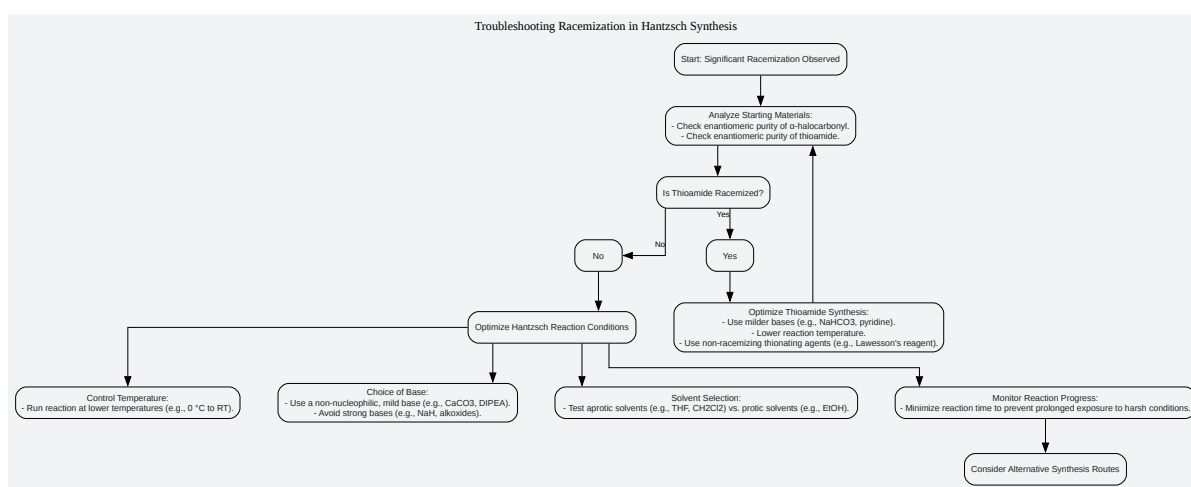 Troubleshooting Racemization in Hantzsch Synthesis
Start: Significant Racemization Observed
Analyze Starting Materials:
- Check enantiomeric purity of α-halocarbonyl.
- Check enantiomeric purity of thioamide.
Is Thioamide Racemized?
Yes
No
No
Yes
Optimize Thioamide Synthesis:
- Use milder bases (e.g., NaHCO3, pyridine).
- Lower reaction temperature.
- Use non-racemizing thionating agents (e.g., Lawesson's reagent).
Optimize Hantzsch Reaction Conditions
Control Temperature:
- Run reaction at lower temperatures (e.g., 0 °C to RT).
Choice of Base:
- Use a non-nucleophilic, mild base (e.g., CaCO3, DIPEA).
- Avoid strong bases (e.g., NaH, alkoxides).
Solvent Selection:
- Test aprotic solvents (e.g., THF, CH2Cl2) vs. protic solvents (e.g., EtOH).
Monitor Reaction Progress:
- Minimize reaction time to prevent prolonged exposure to harsh conditions.
Consider Alternative Synthesis Routes